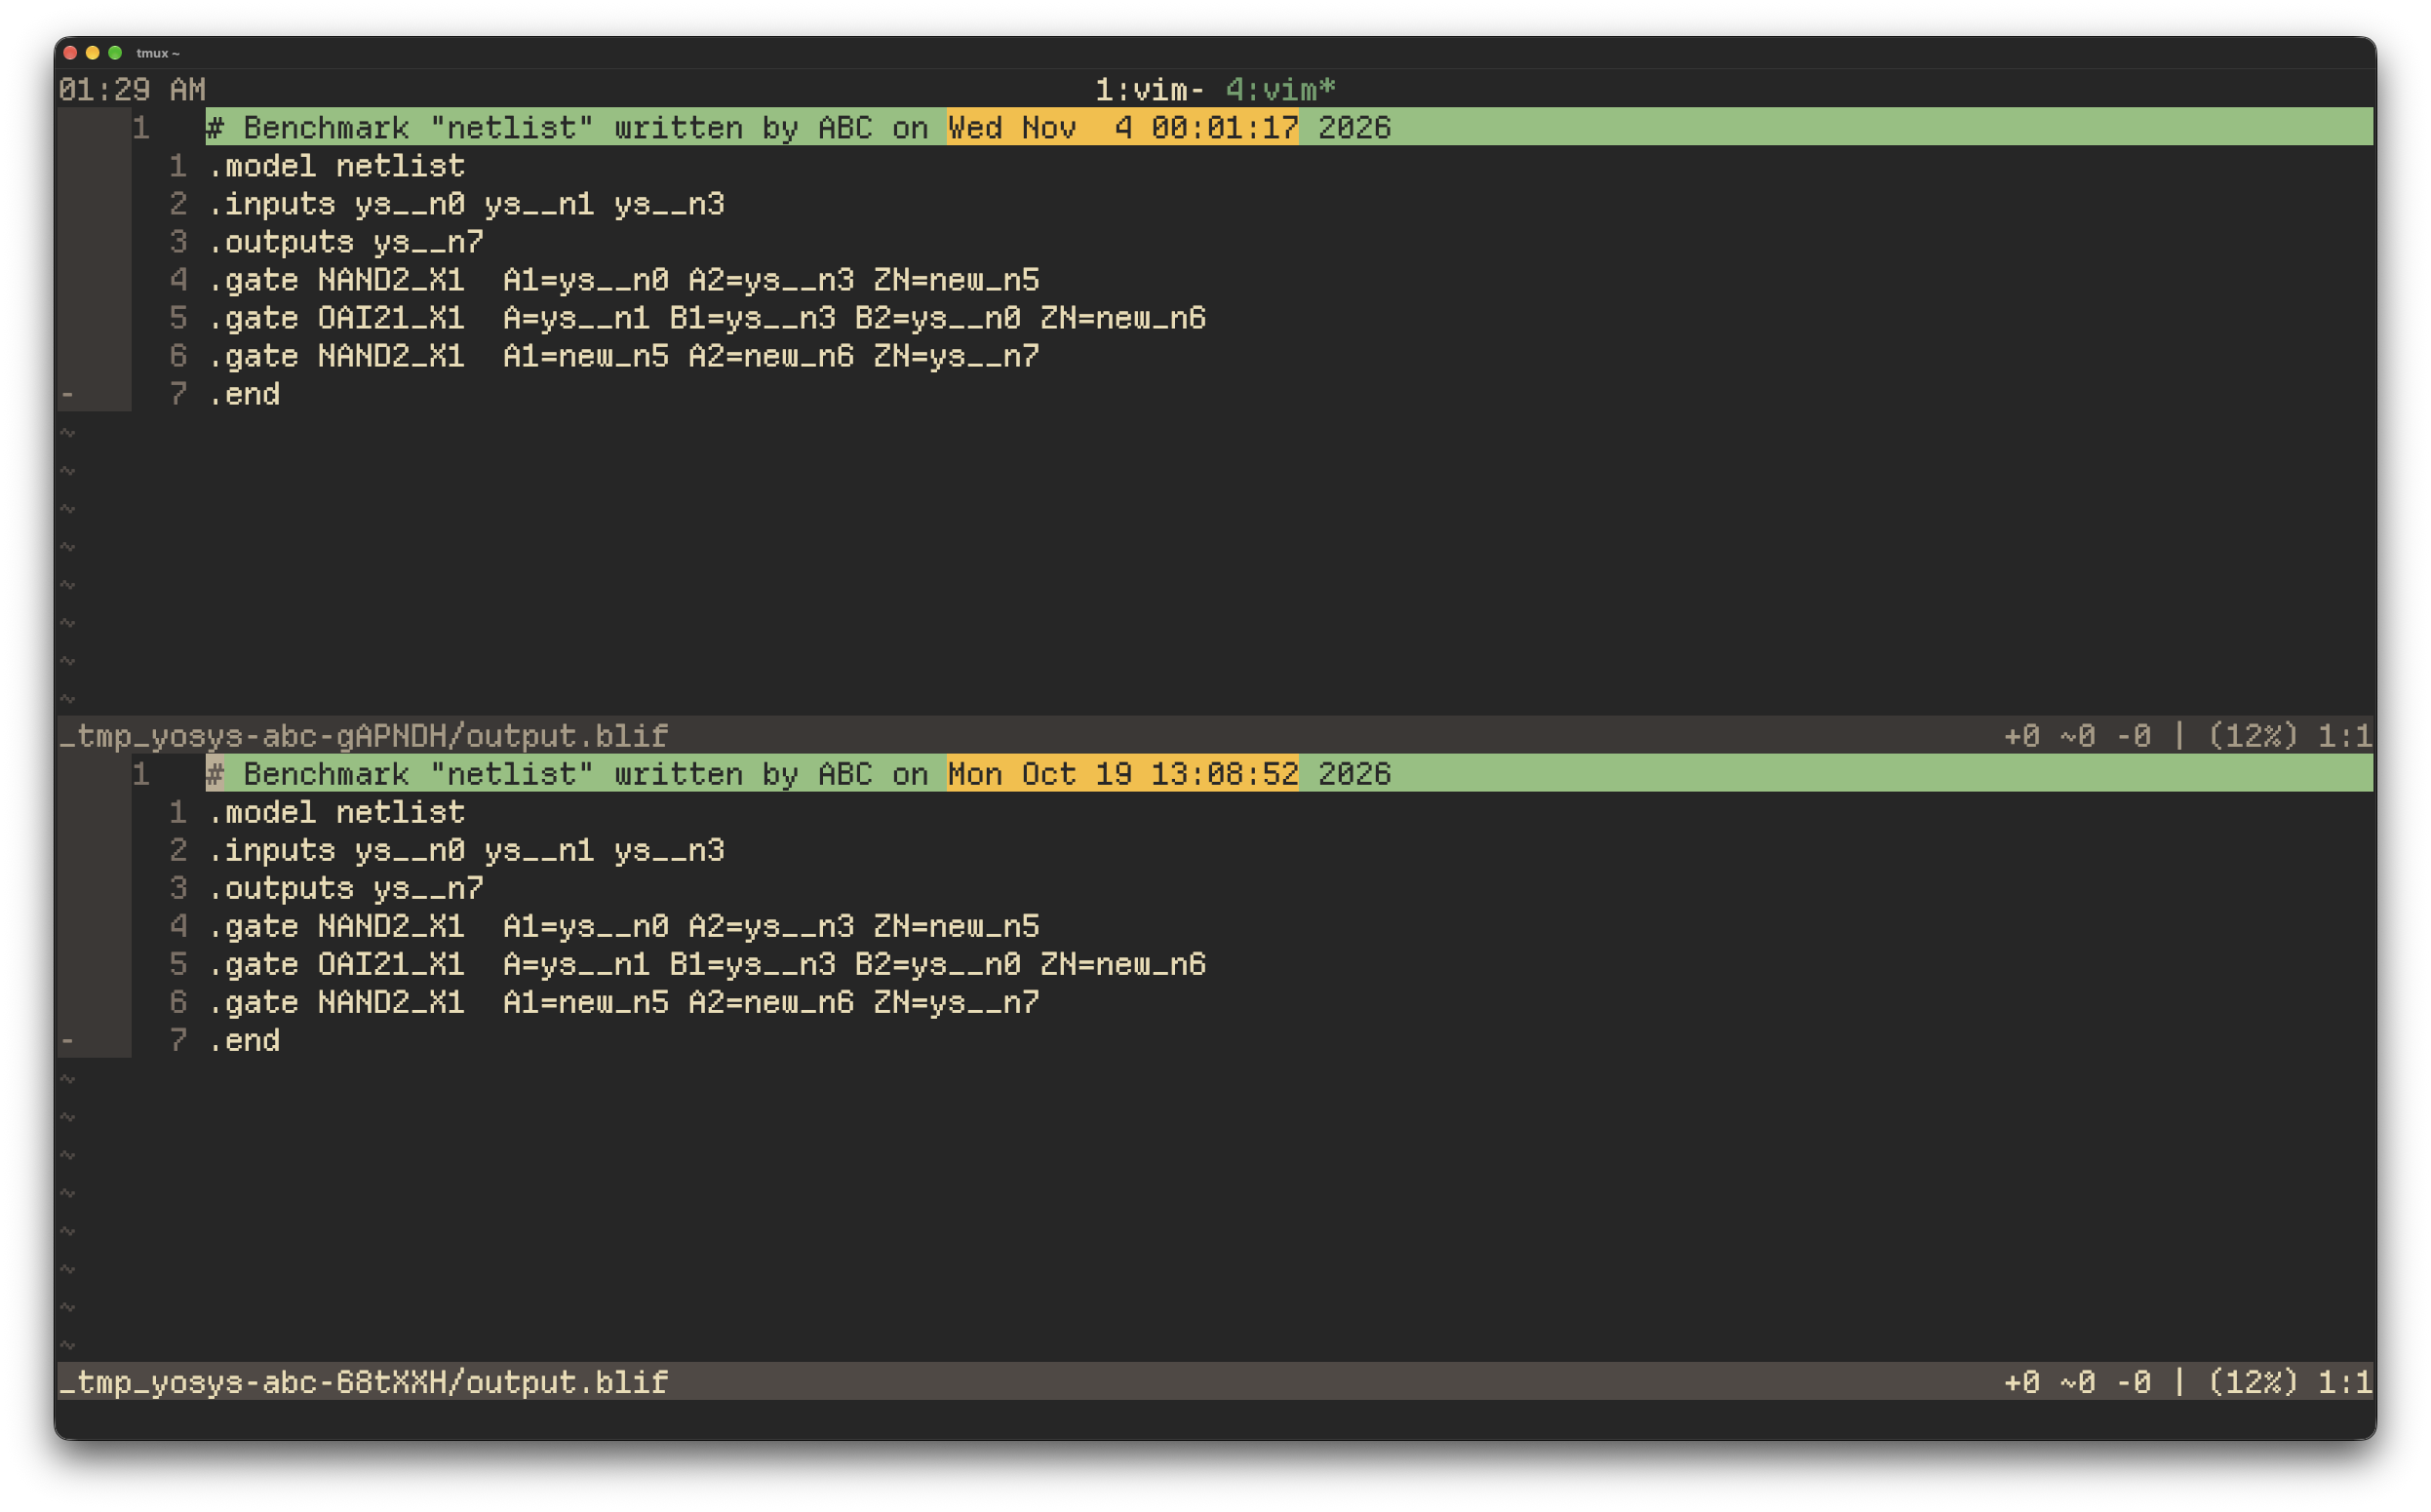 tmux ~
01:29 AM 1:vim- 4:vim*
1 # Benchmark "netlist" written by ABC on Wed Nov  4 00:01:17 2026
1 .model netlist
2 .inputs ys__n0 ys__n1 ys__n3
3 .outputs ys__n7
4 .gate NAND2_X1  A1=ys__n0 A2=ys__n3 ZN=new_n5
5 .gate OAI21_X1  A=ys__n1 B1=ys__n3 B2=ys__n0 ZN=new_n6
6 .gate NAND2_X1  A1=new_n5 A2=new_n6 ZN=ys__n7
- 7 .end
~
~
~
~
~
~
~
~
_tmp_yosys-abc-gAPNDH/output.blif +0 ~0 -0 | (12%) 1:1
1 # Benchmark "netlist" written by ABC on Mon Oct 19 13:08:52 2026
1 .model netlist
2 .inputs ys__n0 ys__n1 ys__n3
3 .outputs ys__n7
4 .gate NAND2_X1  A1=ys__n0 A2=ys__n3 ZN=new_n5
5 .gate OAI21_X1  A=ys__n1 B1=ys__n3 B2=ys__n0 ZN=new_n6
6 .gate NAND2_X1  A1=new_n5 A2=new_n6 ZN=ys__n7
- 7 .end
~
~
~
~
~
~
~
~
_tmp_yosys-abc-68tXXH/output.blif +0 ~0 -0 | (12%) 1:1